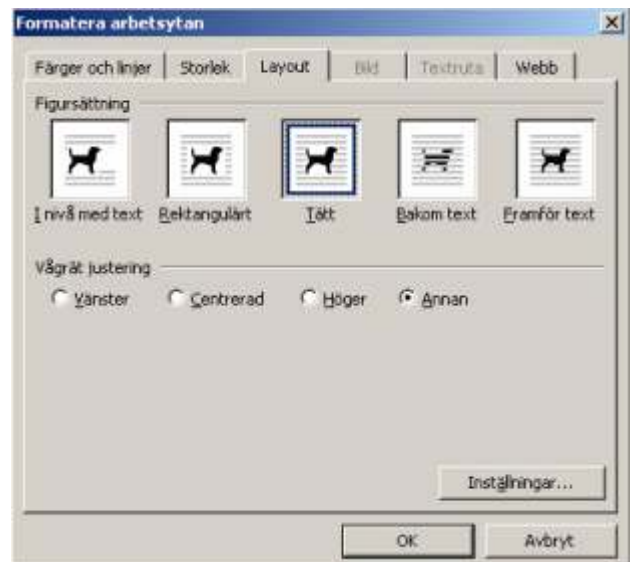 Formatera arbetsytan
Färger och linjer Storlek Layout Bild Textruta Webb
Figursättning
I nivå med text Rektangulärt Tätt Bakom text Framför text
Vågrät justering
Vänster Centrerad Höger Annan
Inställningar...
OK Avbryt